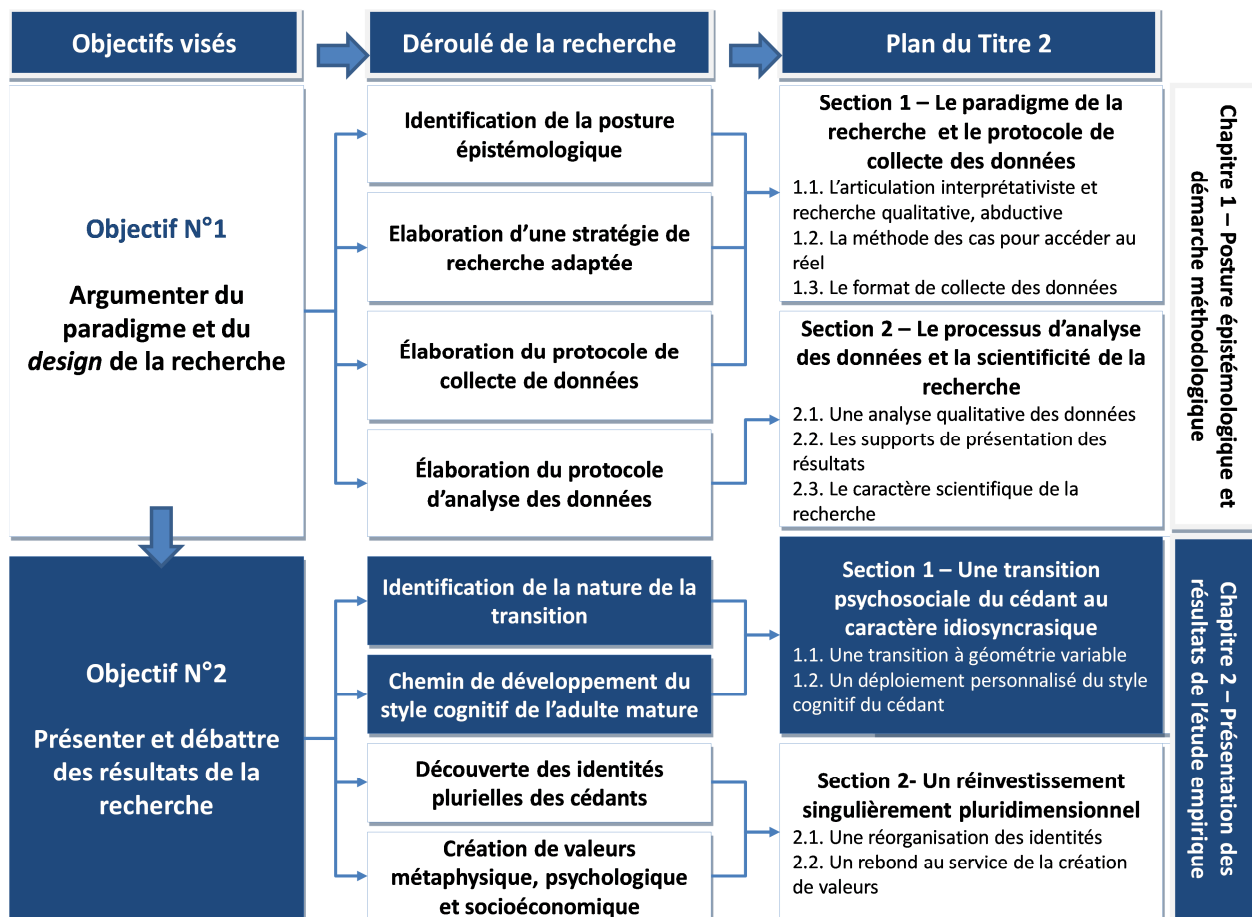 Objectifs visés
Déroulé de la recherche
Plan du Titre 2
Objectif N°1
Argumenter du
paradigme et du
design de la recherche
Identification de la posture
épistémologique
Elaboration d’une stratégie de
recherche adaptée
Élaboration du protocole de
collecte de données
Élaboration du protocole
d’analyse des données
Section 1 – Le paradigme de la
recherche et le protocole de
collecte des données
1.1. L’articulation interprétativiste et
recherche qualitative, abductive
1.2. La méthode des cas pour accéder au
réel
1.3. Le format de collecte des données
Section 2 – Le processus d’analyse
des données et la scientificité de la
recherche
2.1. Une analyse qualitative des données
2.2. Les supports de présentation des
résultats
2.3. Le caractère scientifique de la
recherche
Chapitre 1 – Posture épistémologique et
démarche méthodologique
Objectif N°2
Présenter et débattre
des résultats de la
recherche
Identification de la nature de la
transition
Chemin de développement du
style cognitif de l’adulte mature
Découverte des identités
plurielles des cédants
Création de valeurs
métaphysique, psychologique
et socioéconomique
Section 1 – Une transition
psychosociale du cédant au
caractère idiosyncrasique
1.1. Une transition à géométrie variable
1.2. Un déploiement personnalisé du style
cognitif du cédant
Section 2- Un réinvestissement
singulièrement pluridimensionnel
2.1. Une réorganisation des identités
2.2. Un rebond au service de la création
de valeurs
Chapitre 2 – Présentation des
résultats de l’étude empirique